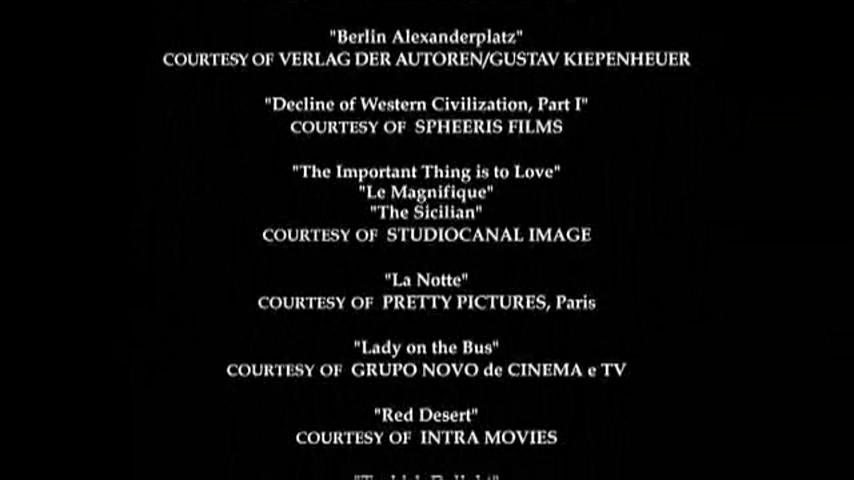 "Berlin Alexanderplatz"
COURTESY OF VERLAG DER AUTOREN/GUSTAV KIEPENHEUER
"Decline of Western Civilization, Part I"
COURTESY OF SPHEERIS FILMS
"The Important Thing is to Love"
"Le Magnifique"
"The Sicilian"
COURTESY OF STUDIOCANAL IMAGE
"La Notte"
COURTESY OF PRETTY PICTURES, Paris
"Lady on the Bus"
COURTESY OF GRUPO NOVO de CINEMA e TV
"Red Desert"
COURTESY OF INTRA MOVIES